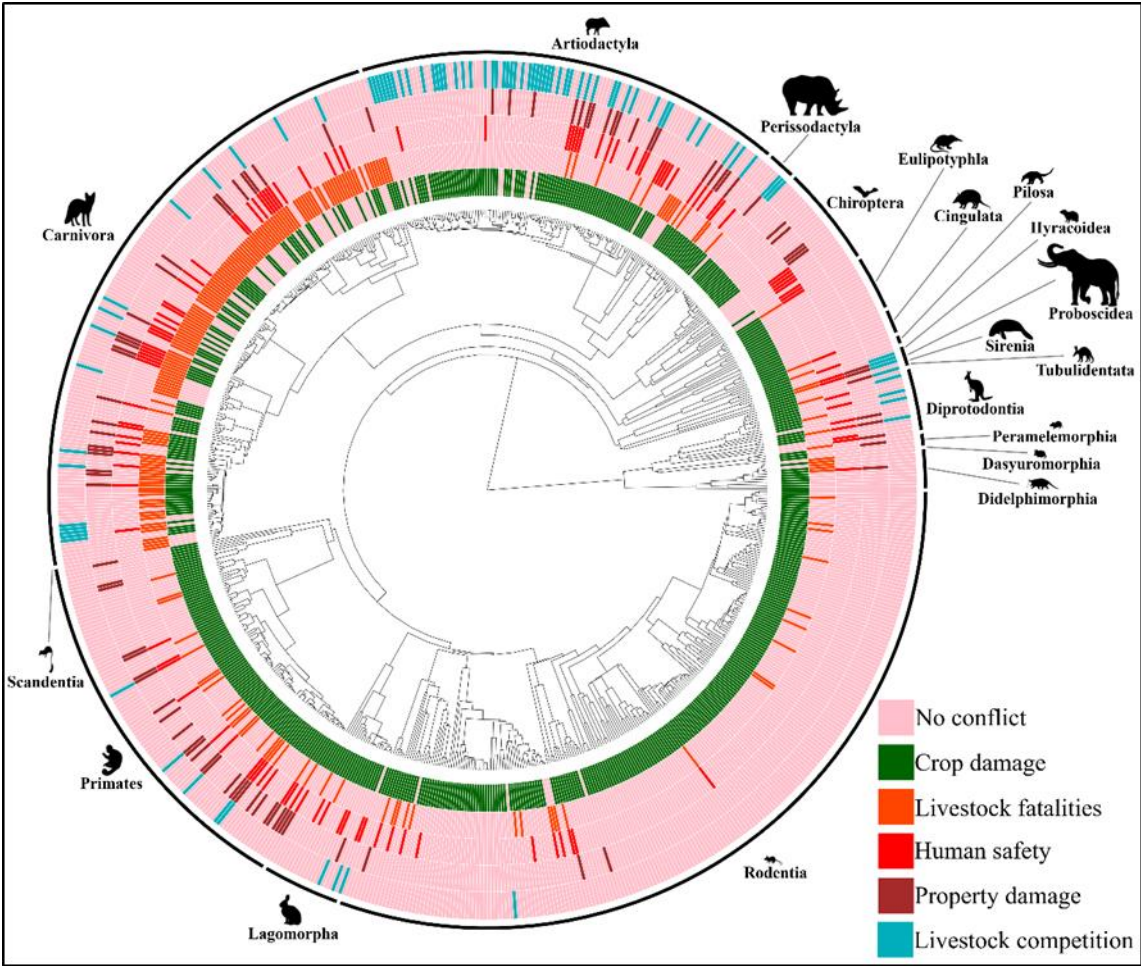 Artiodactyla
Perissodactyla
Eulipotyphla
Chiroptera
Cingulata
Pilosa
Hyracoidea
Proboscidea
Sirenia
Tubulidentata
Diprotodontia
Peramelemorphia
Dasyuromorphia
Didelphimorphia
Carnivora
Scandentia
Primates
Lagomorpha
Rodentia
No conflict
Crop damage
Livestock fatalities
Human safety
Property damage
Livestock competition